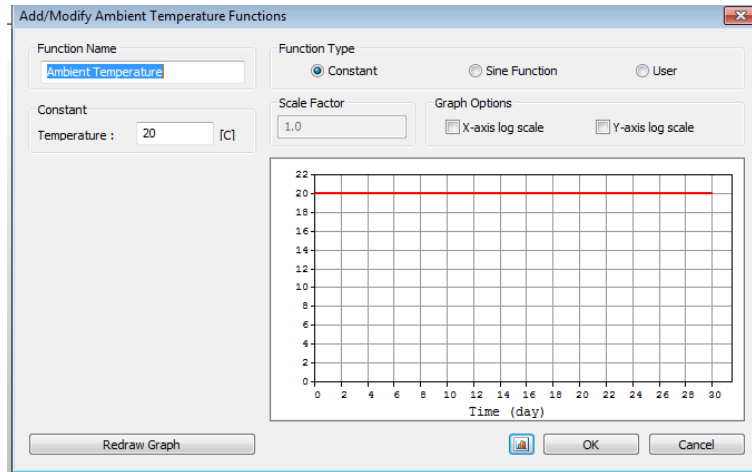 Add/Modify Ambient Temperature Functions
Function Name
Ambient Temperature
Function Type
Constant
Sine Function
User
Constant
Temperature :
20
[C]
Scale Factor
1.0
Graph Options
X-axis log scale
Y-axis log scale
22
20
18
16
14
12
10
8
6
4
2
0
0 2 4 6 8 10 12 14 16 18 20 22 24 26 28 30
Time (day)
Redraw Graph
OK
Cancel